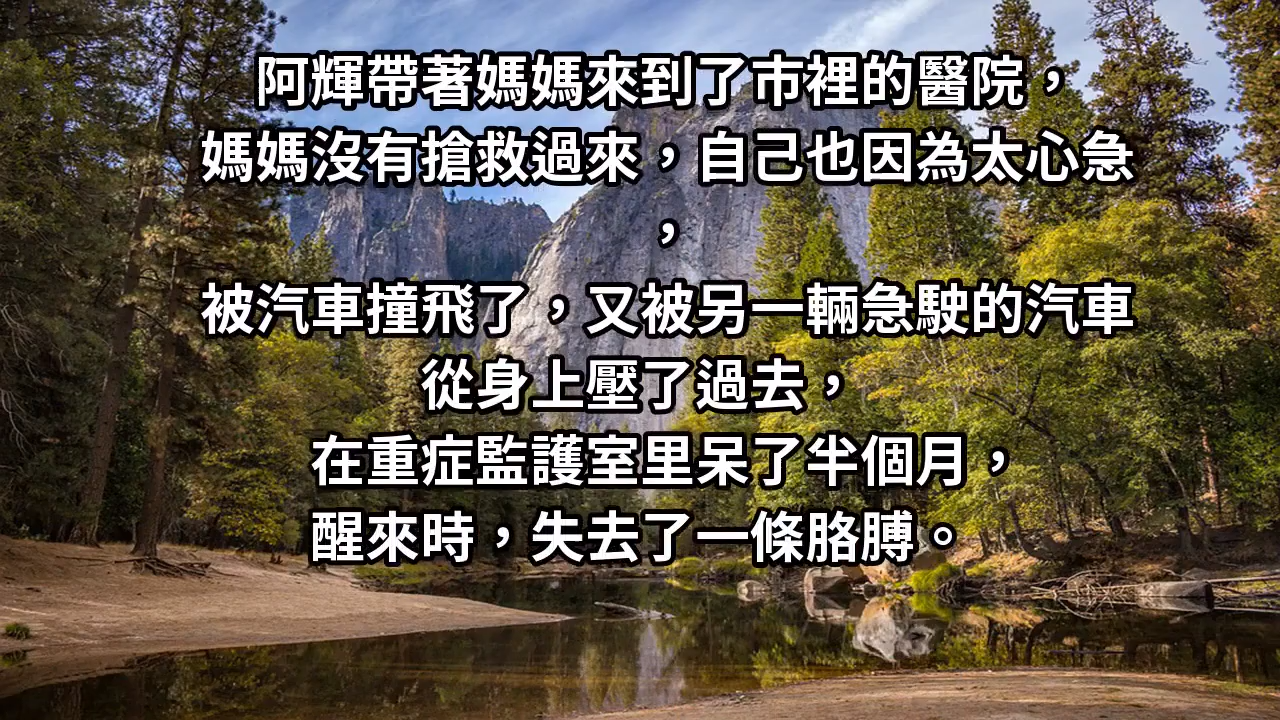 阿輝帶著媽媽來到了市裡的醫院，
媽媽沒有搶救過來，自己也因為太心急
，
被汽車撞飛了，又被另一輛急駛的汽車
從身上壓了過去，
在重症監護室里呆了半個月，
醒來時，失去了一條胳膊。